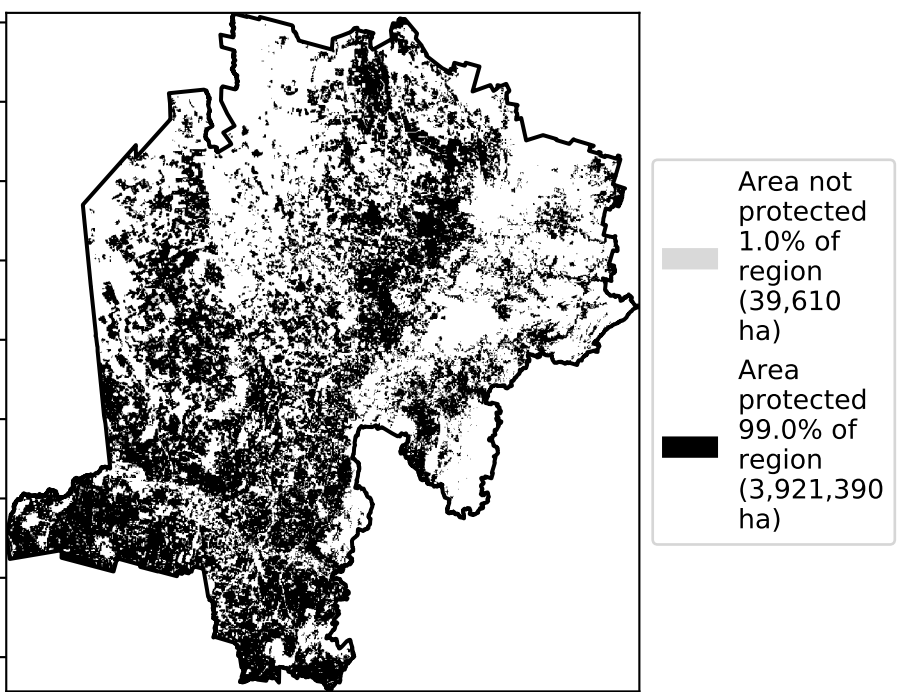 Area not
protected
1.0% of
region
(39,610
ha)
Area
protected
99.0% of
region
(3,921,390
ha)